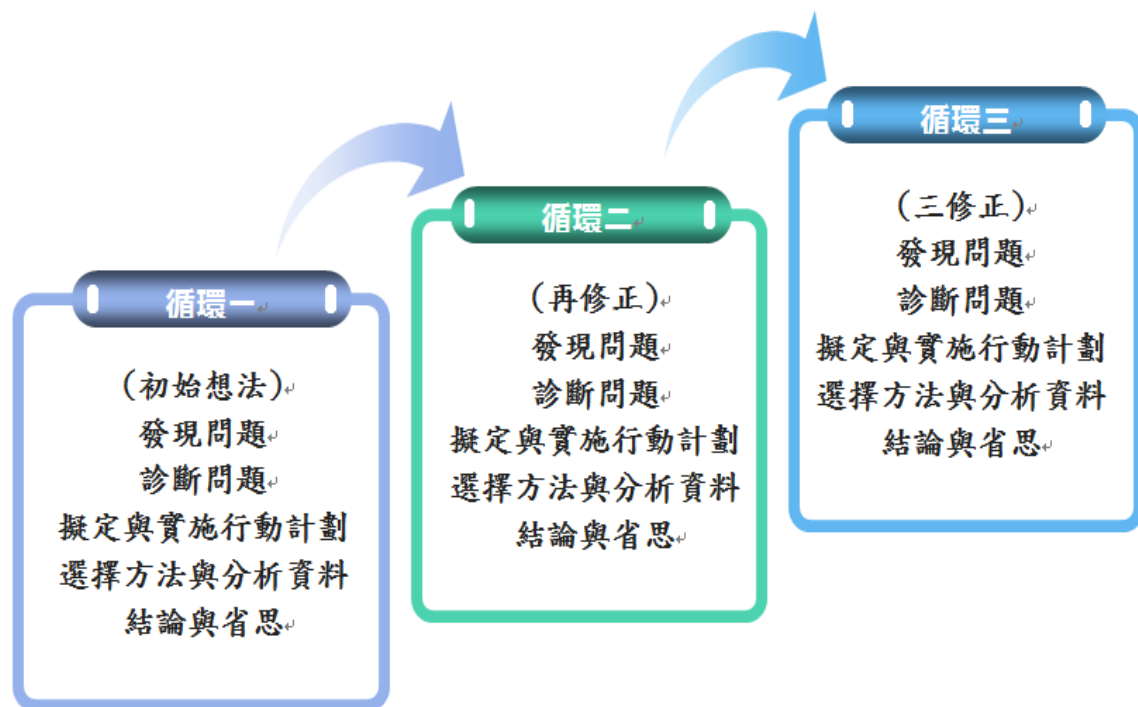 循環一
(初始想法)
發現問題
診斷問題
擬定與實施行動計劃
選擇方法與分析資料
結論與省思
循環二
(再修正)
發現問題
診斷問題
擬定與實施行動計劃
選擇方法與分析資料
結論與省思
循環三
(三修正)
發現問題
診斷問題
擬定與實施行動計劃
選擇方法與分析資料
結論與省思